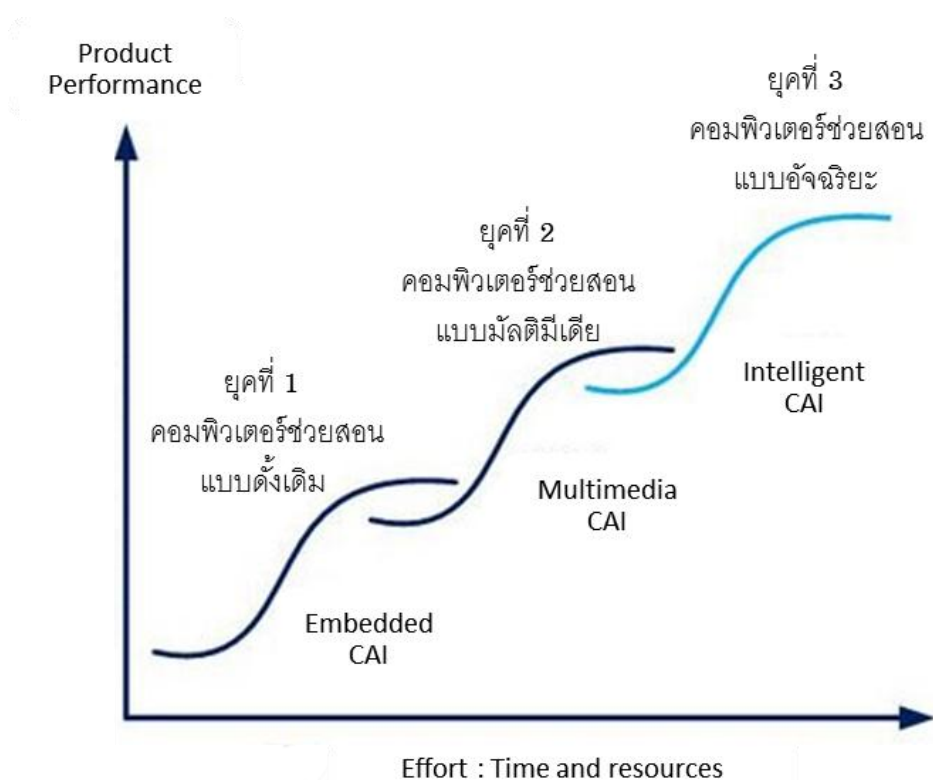 Product
Performance
ยุคที่ 3
คอมพิวเตอร์ช่วยสอน
แบบอัจฉริยะ
ยุคที่ 2
คอมพิวเตอร์ช่วยสอน
แบบมัลติมีเดีย
Intelligent
CAI
ยุคที่ 1
คอมพิวเตอร์ช่วยสอน
แบบดั้งเดิม
Multimedia
CAI
Embedded
CAI
Effort : Time and resources